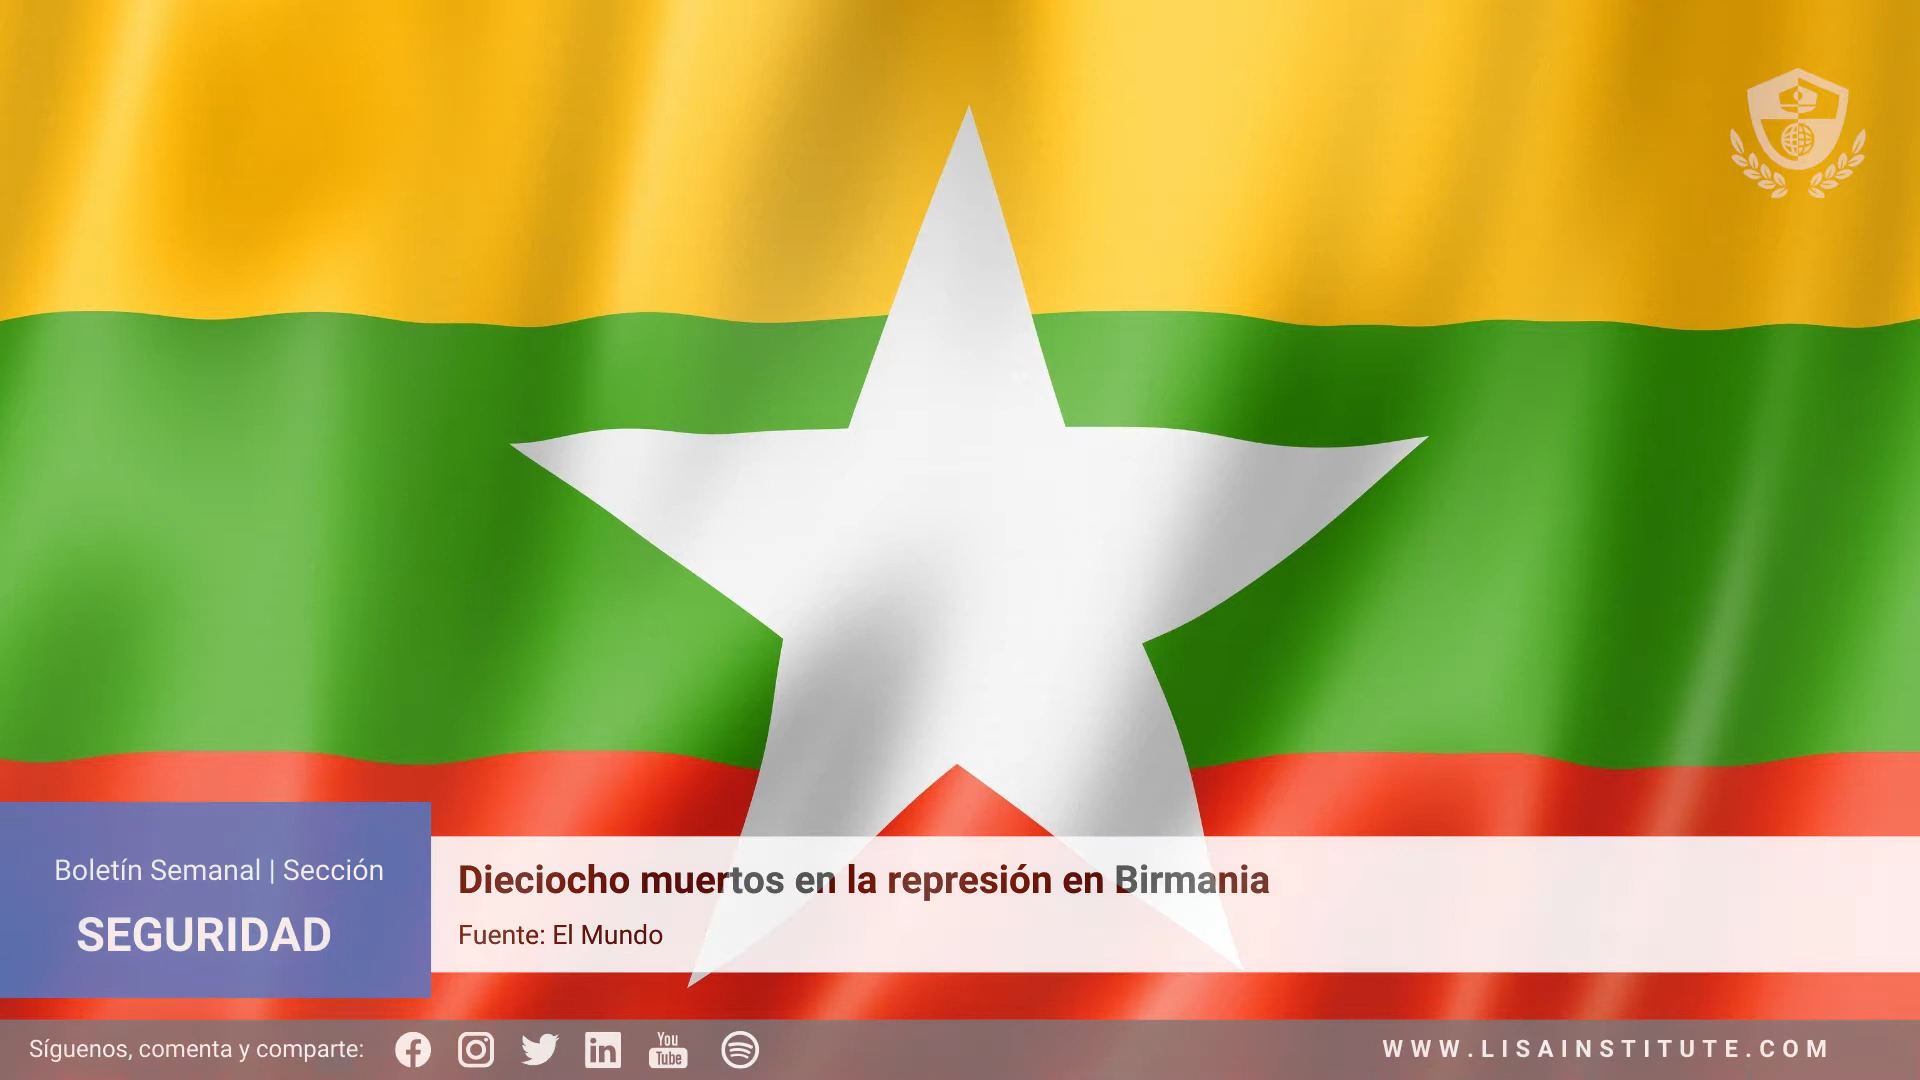 Boletín Semanal | Sección
SEGURIDAD
Dieciocho muertos en la represión en Birmania
Fuente: El Mundo
Síguenos, comenta y comparte:
You
Tube
WWW.LISAINSTITUTE.COM